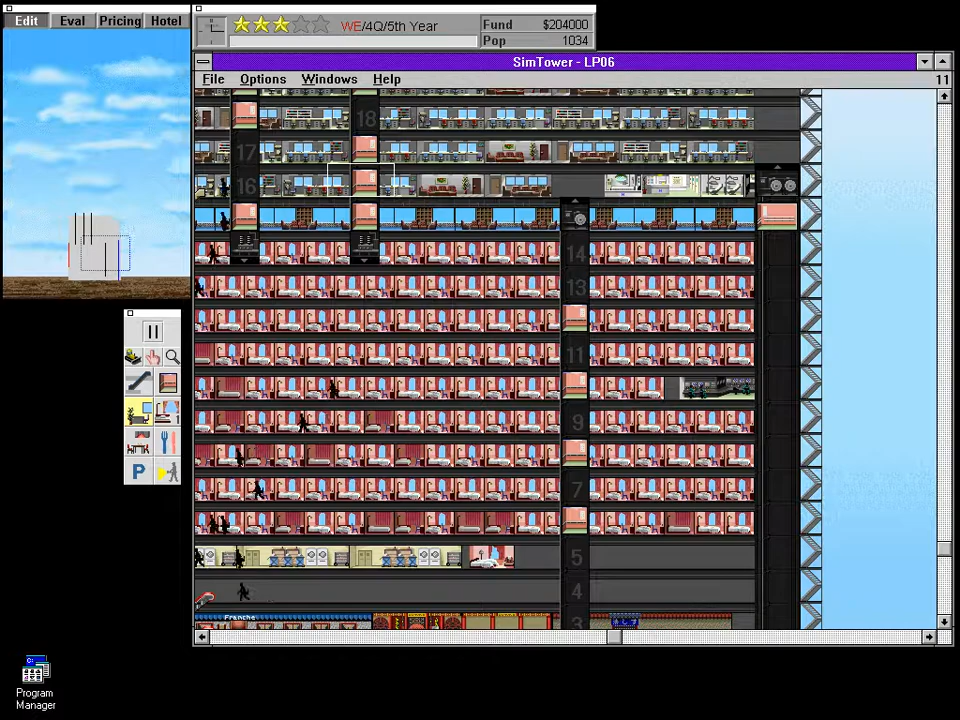 Edit Eval Pricing Hotel
WE/4Q/5th Year
Fund $204000
Pop 1034
SimTower - LP06
File Options Windows Help 11
18
17
16
14
13
11
9
7
5
4
3
Franche
P
Program
Manager